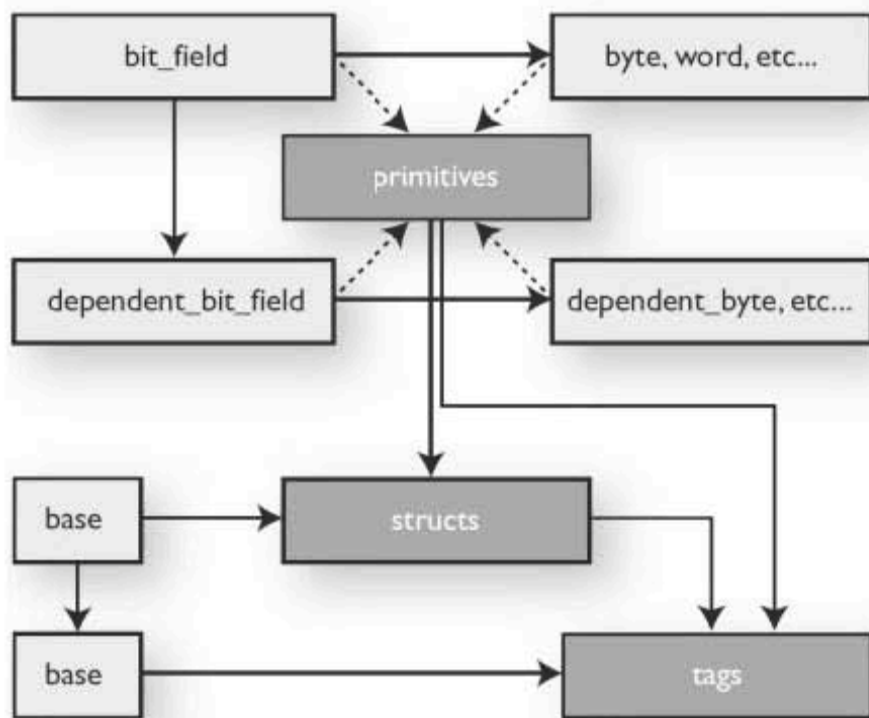 bit_field
byte, word, etc...
primitives
dependent_bit_field
dependent_byte, etc...
base
structs
base
tags